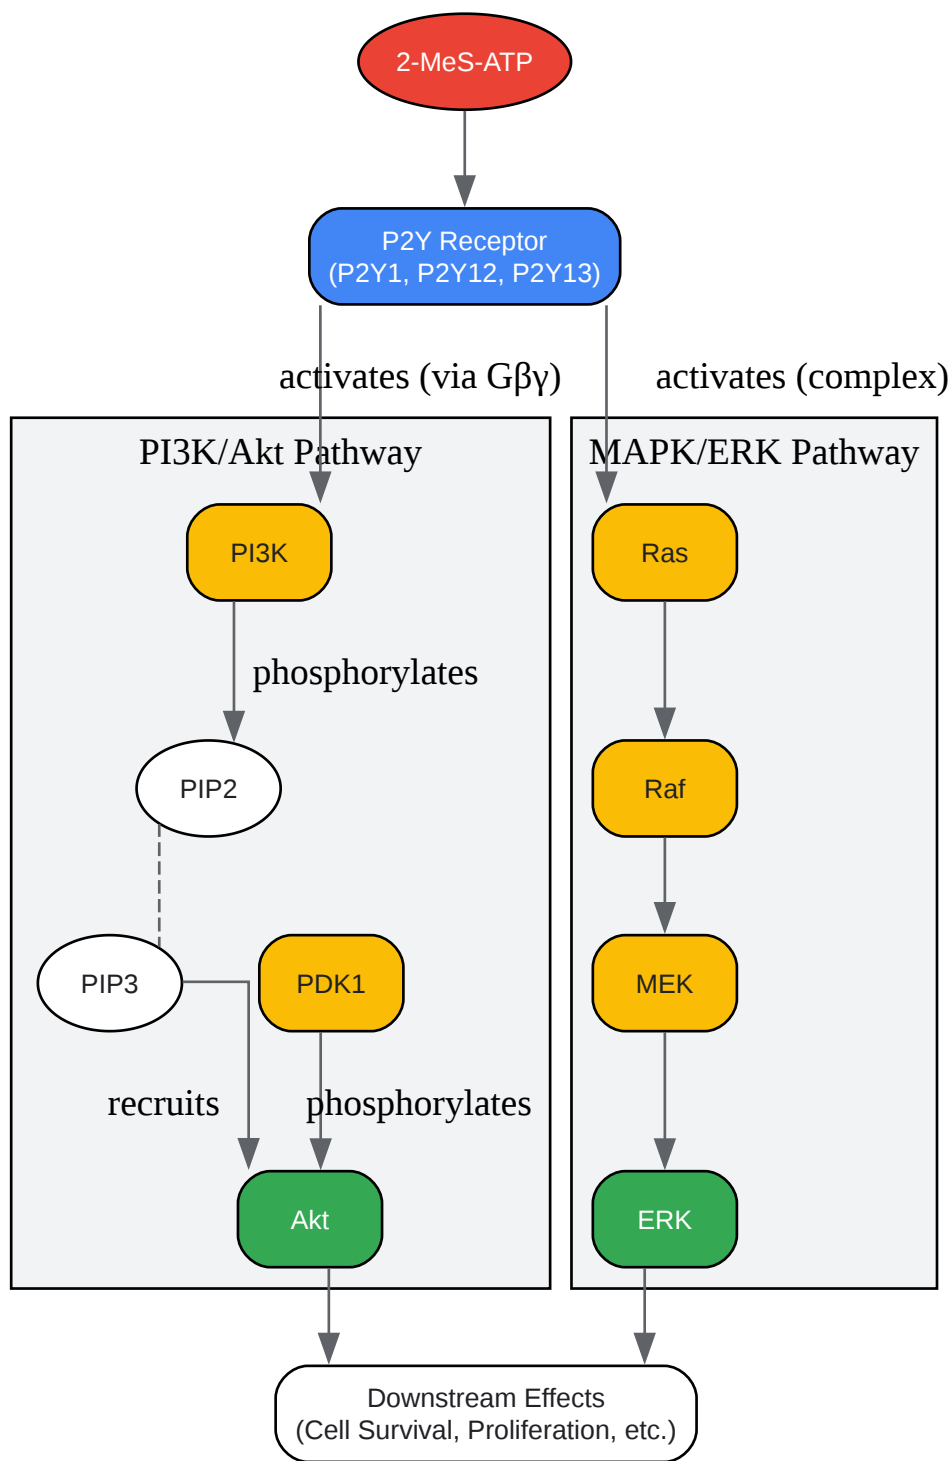 2-MeS-ATP
P2Y Receptor
(P2Y1, P2Y12, P2Y13)
activates (via Gβγ)
activates (complex)
PI3K/Akt Pathway
MAPK/ERK Pathway
PI3K
Ras
phosphorylates
PIP2
Raf
PIP3
PDK1
MEK
recruits
phosphorylates
Akt
ERK
Downstream Effects
(Cell Survival, Proliferation, etc.)